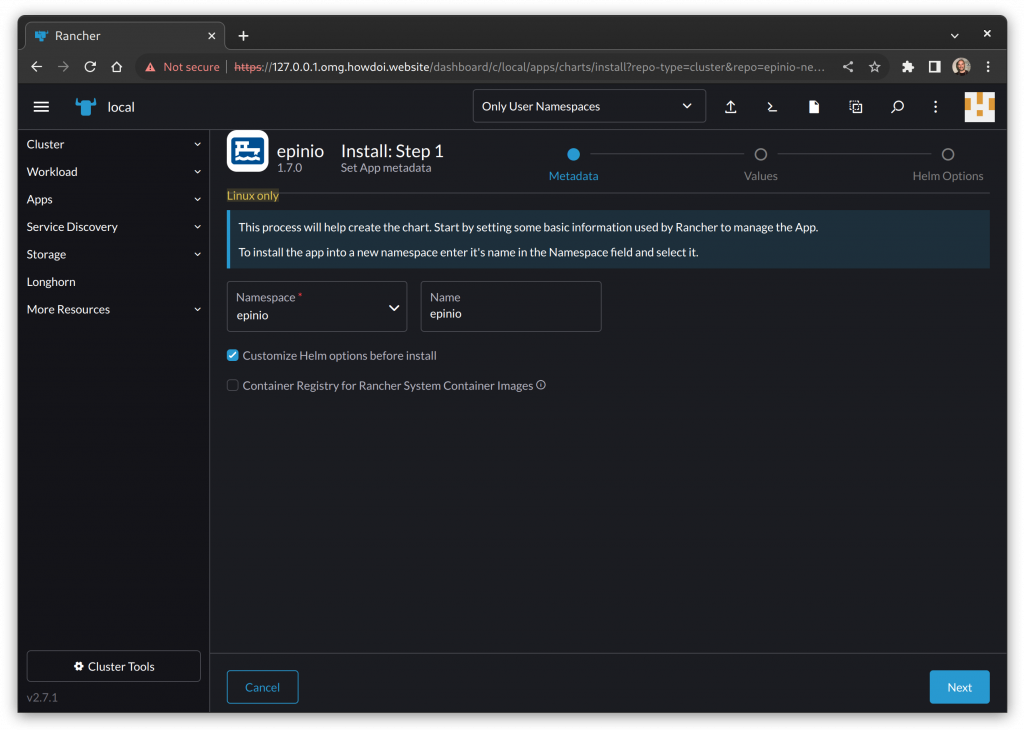 Rancher
Not secure
https://127.0.0.1.omg.howdoi.website/dashboard/c/local/apps/charts/install?repo-type=cluster&repo=epinio-ne...
local
Only User Namespaces
Cluster
Workload
Apps
Service Discovery
Storage
Longhorn
More Resources
epinio
1.7.0
Install: Step 1
Set App metadata
Metadata
Values
Helm Options
Linux only
This process will help create the chart. Start by setting some basic information used by Rancher to manage the App.
To install the app into a new namespace enter it's name in the Namespace field and select it.
Namespace *
epinio
Name
epinio
Customize Helm options before install
Container Registry for Rancher System Container Images
Cluster Tools
v2.7.1
Cancel
Next